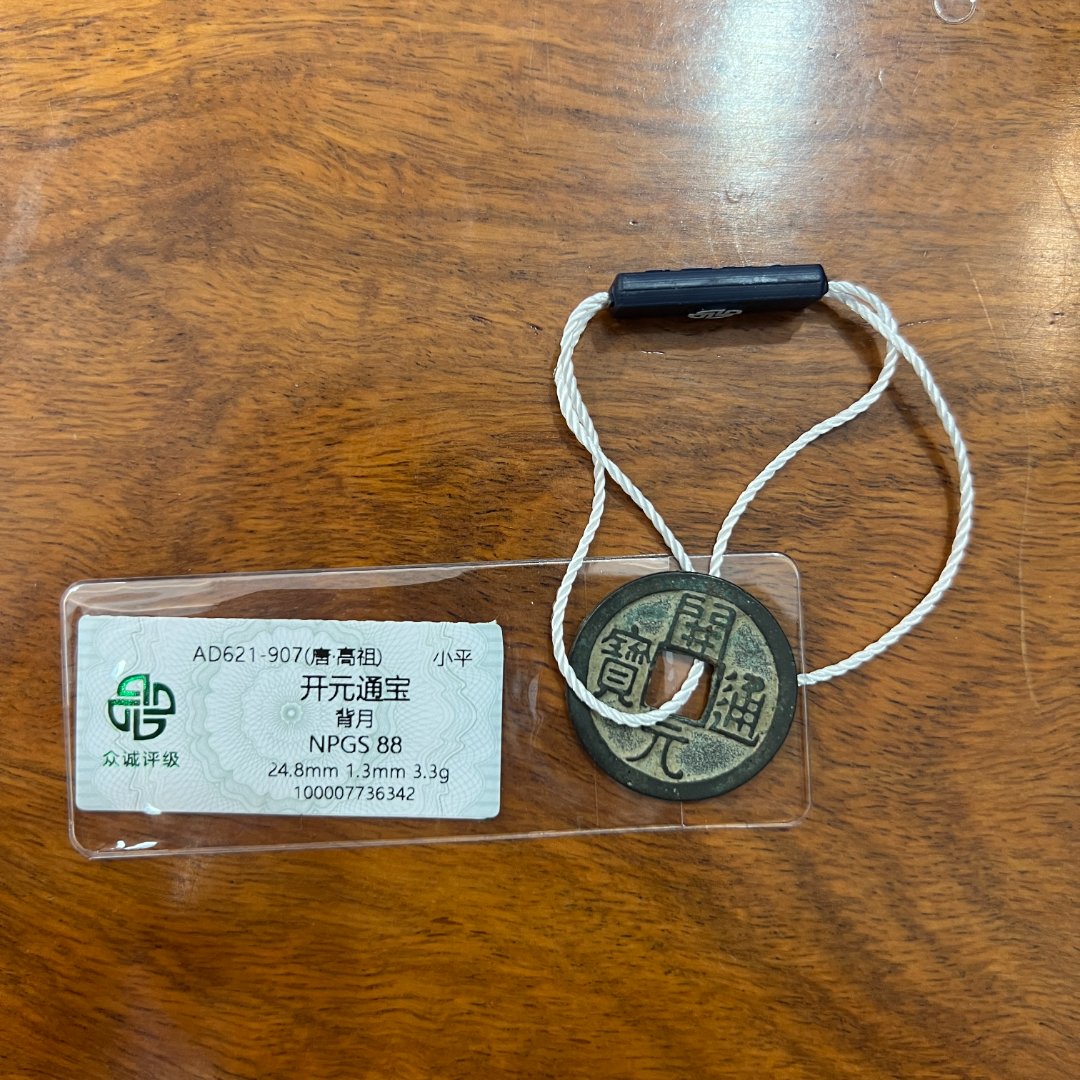 AD621-907(唐·高祖) 小平
开元通宝
背月
NPGS 88
24.8mm 1.3mm 3.3g
100007736342
众诚评级
開
元
通
寳